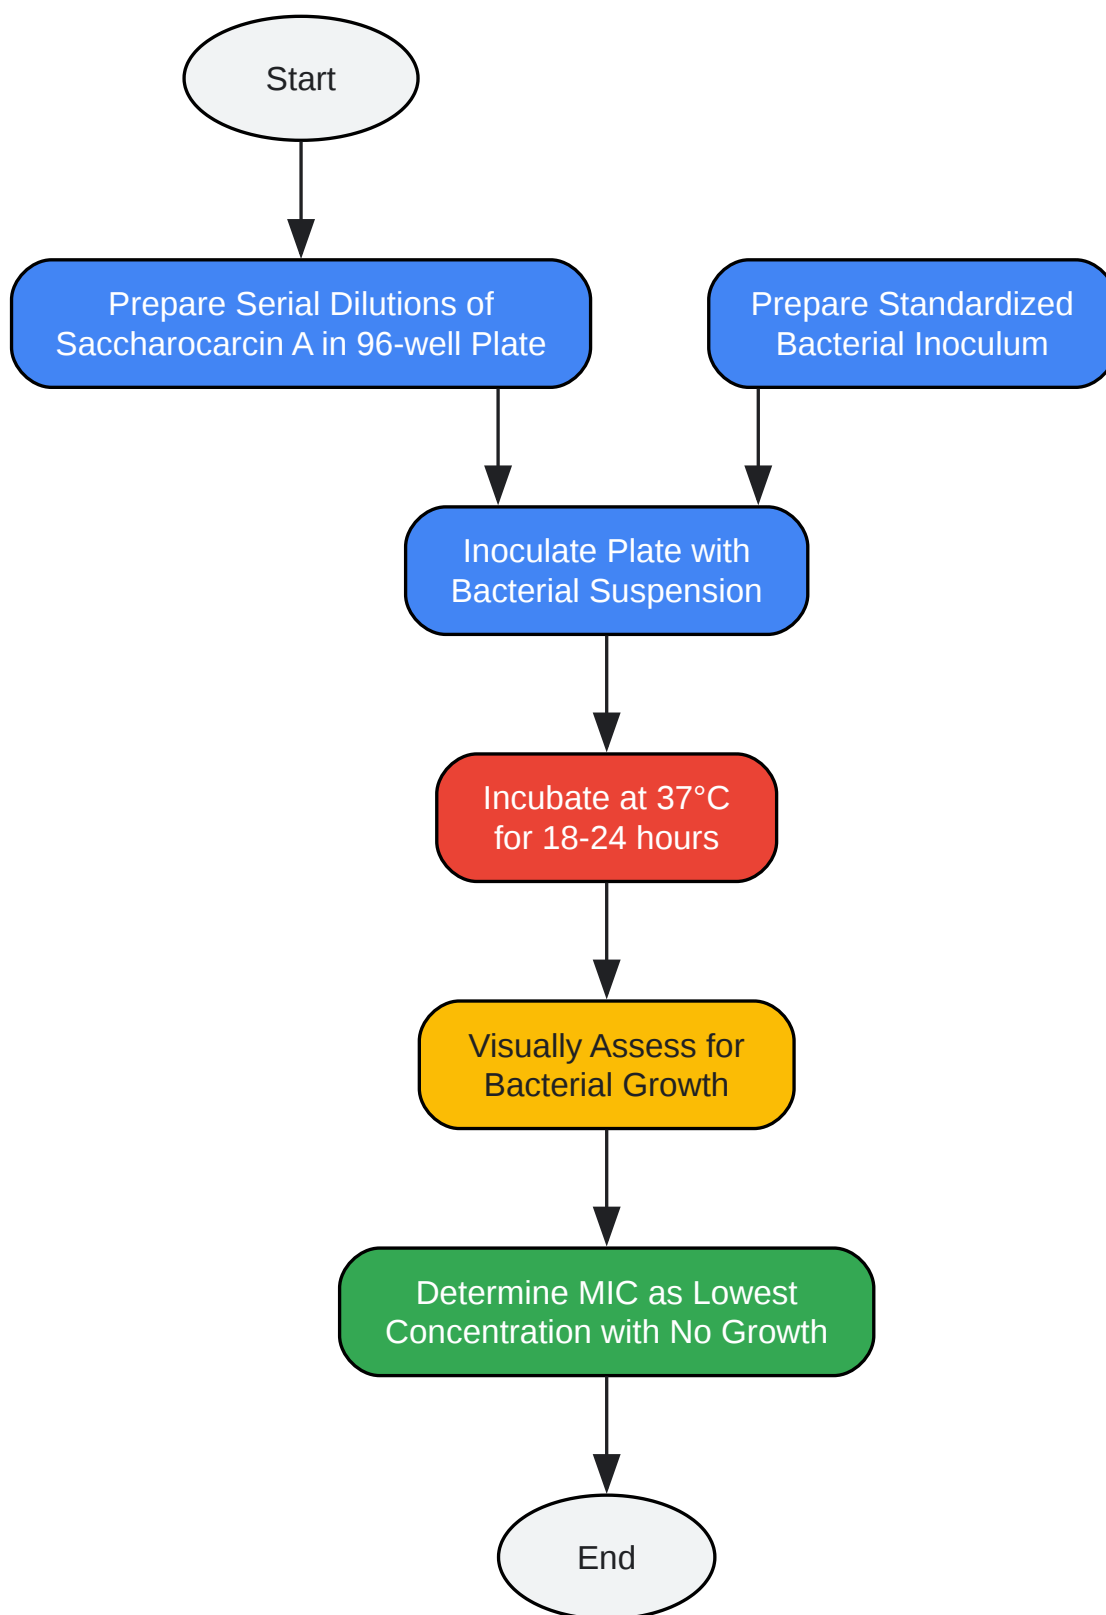 Start
Prepare Serial Dilutions of
Saccharocarcin A in 96-well Plate
Prepare Standardized
Bacterial Inoculum
Inoculate Plate with
Bacterial Suspension
Incubate at 37°C
for 18-24 hours
Visually Assess for
Bacterial Growth
Determine MIC as Lowest
Concentration with No Growth
End